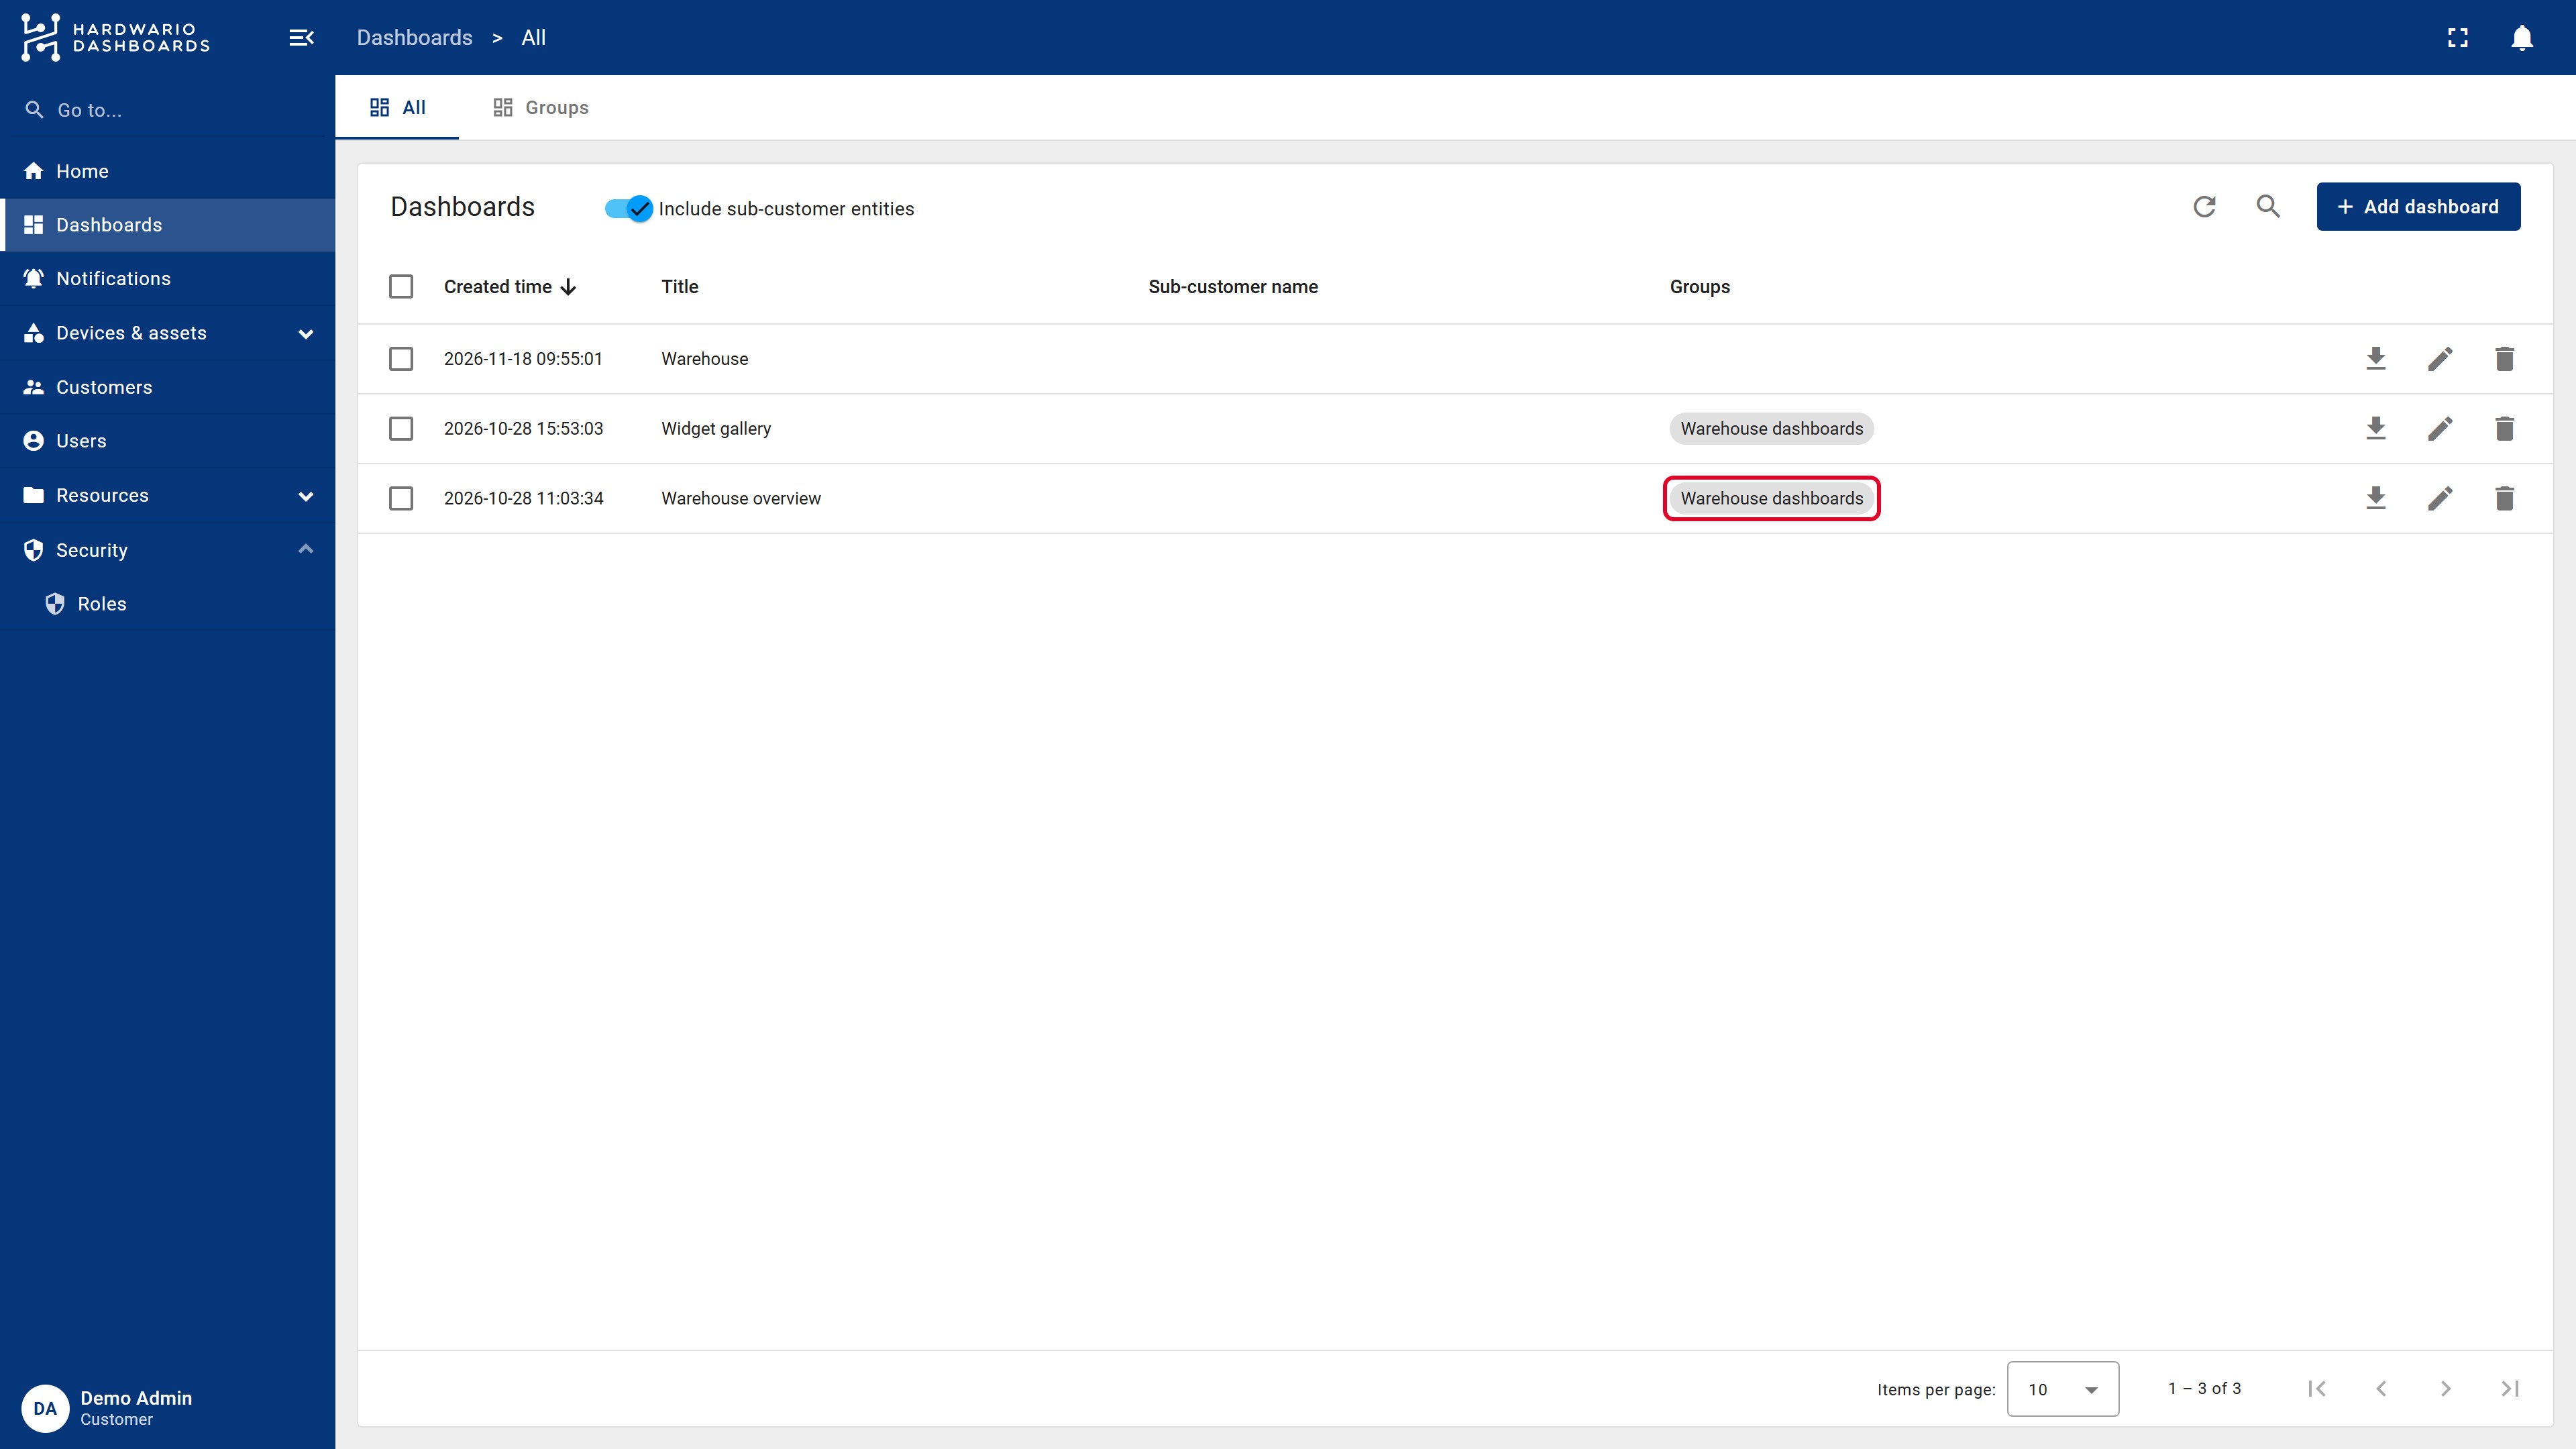 HARDWARIO
DASHBOARDS
Dashboards > All
Go to...
Home
Dashboards
Notifications
Devices & assets
Customers
Users
Resources
Security
Roles
DA
Demo Admin
Customer
All
Groups
Dashboards
Include sub-customer entities
+ Add dashboard
Created time Title Sub-customer name Groups
2026-11-18 09:55:01 Warehouse
2026-10-28 15:53:03 Widget gallery Warehouse dashboards
2026-10-28 11:03:34 Warehouse overview Warehouse dashboards
Items per page: 10 1 – 3 of 3